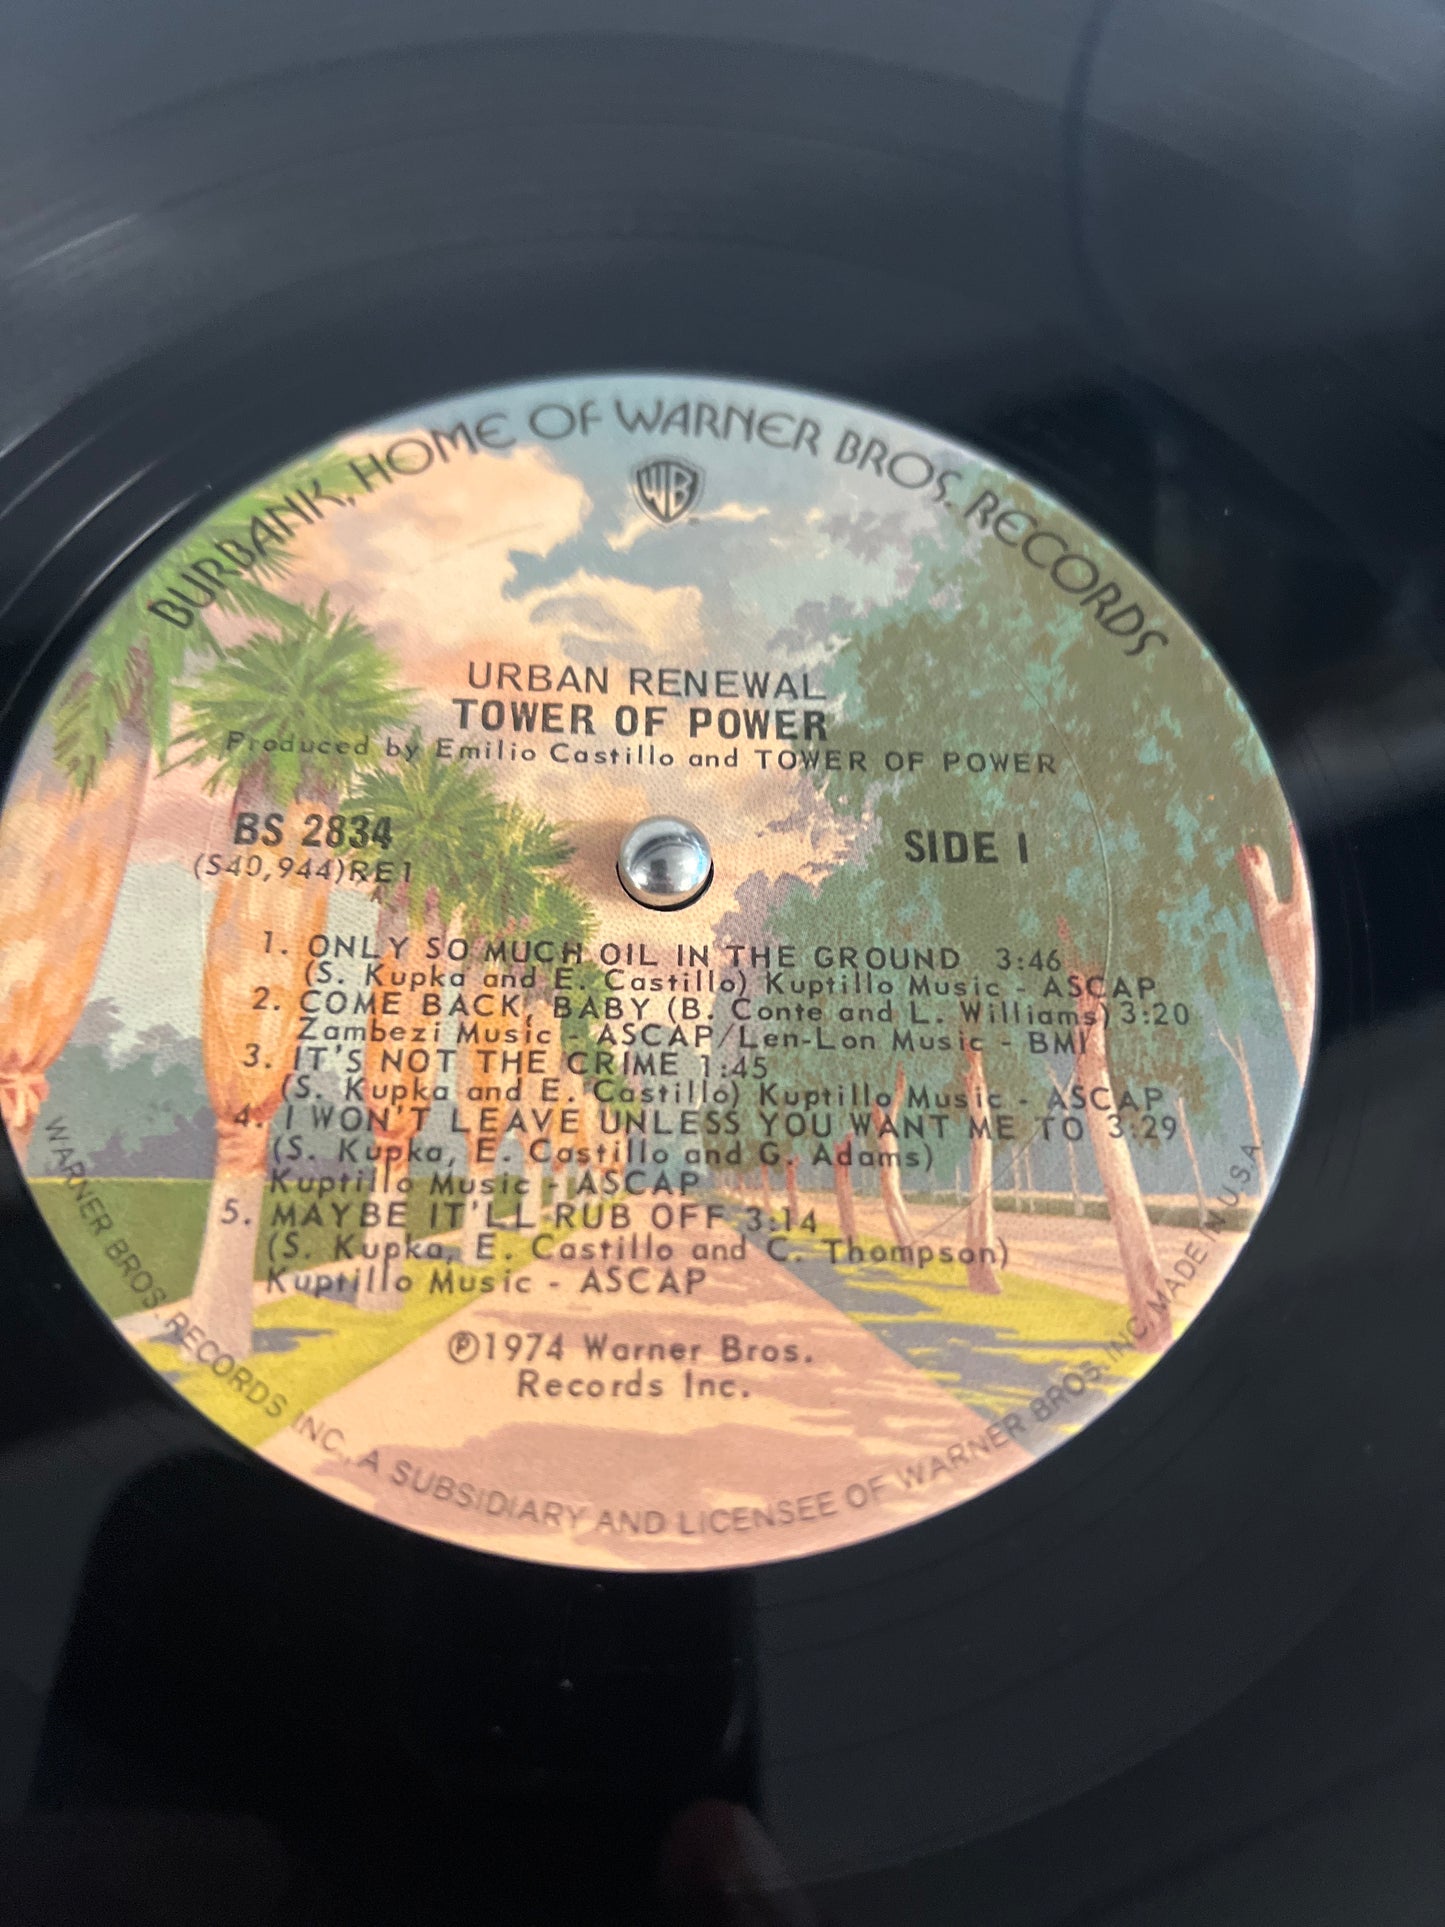 BURBANK, HOME OF WARNER BROS. RECORDS
WB
URBAN RENEWAL
TOWER OF POWER
Produced by Emilio Castillo and TOWER OF POWER
BS 2834
SIDE 1
(S40,944)RE1
1. ONLY SO MUCH OIL IN THE GROUND 3:46
(S. Kupka and E. Castillo) Kuptillo Music - ASCAP
2. COME BACK, BABY (B. Conte and L. Williams) 3:20
Zambezi Music - ASCAP/Len-Lon Music - BMI
3. IT'S NOT THE CRIME 1:45
(S. Kupka and E. Castillo) Kuptillo Music - ASCAP
4. I WON'T LEAVE UNLESS YOU WANT ME TO 3:29
(S. Kupka, E. Castillo and G. Adams)
Kuptillo Music - ASCAP
5. MAYBE IT'LL RUB OFF 3:14
(S. Kupka, E. Castillo and C. Thompson)
Kuptillo Music - ASCAP
℗1974 Warner Bros.
Records Inc.
WARNER BROS. RECORDS INC., A SUBSIDIARY AND LICENSEE OF WARNER BROS. INC. MADE IN U.S.A.